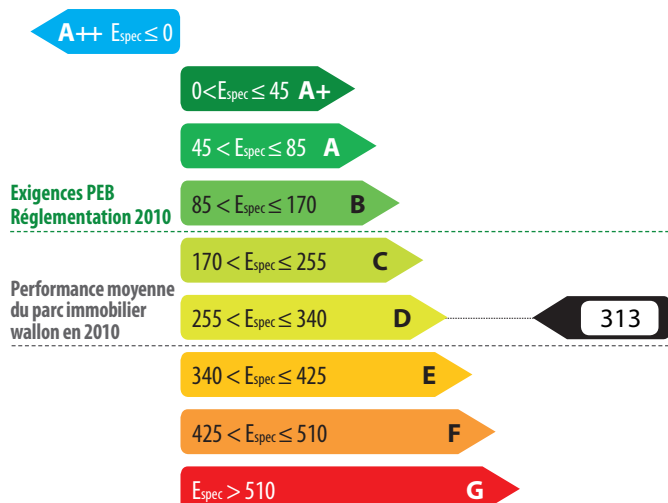 A++ Espec ≤ 0
0<Espec ≤ 45 A+
45 < Espec ≤ 85 A
Exigences PEB
Réglementation 2010
85 < Espec ≤ 170 B
170 < Espec ≤ 255 C
Performance moyenne
du parc immobilier
wallon en 2010
255 < Espec ≤ 340 D
313
340 < Espec ≤ 425 E
425 < Espec ≤ 510 F
Espec > 510 G